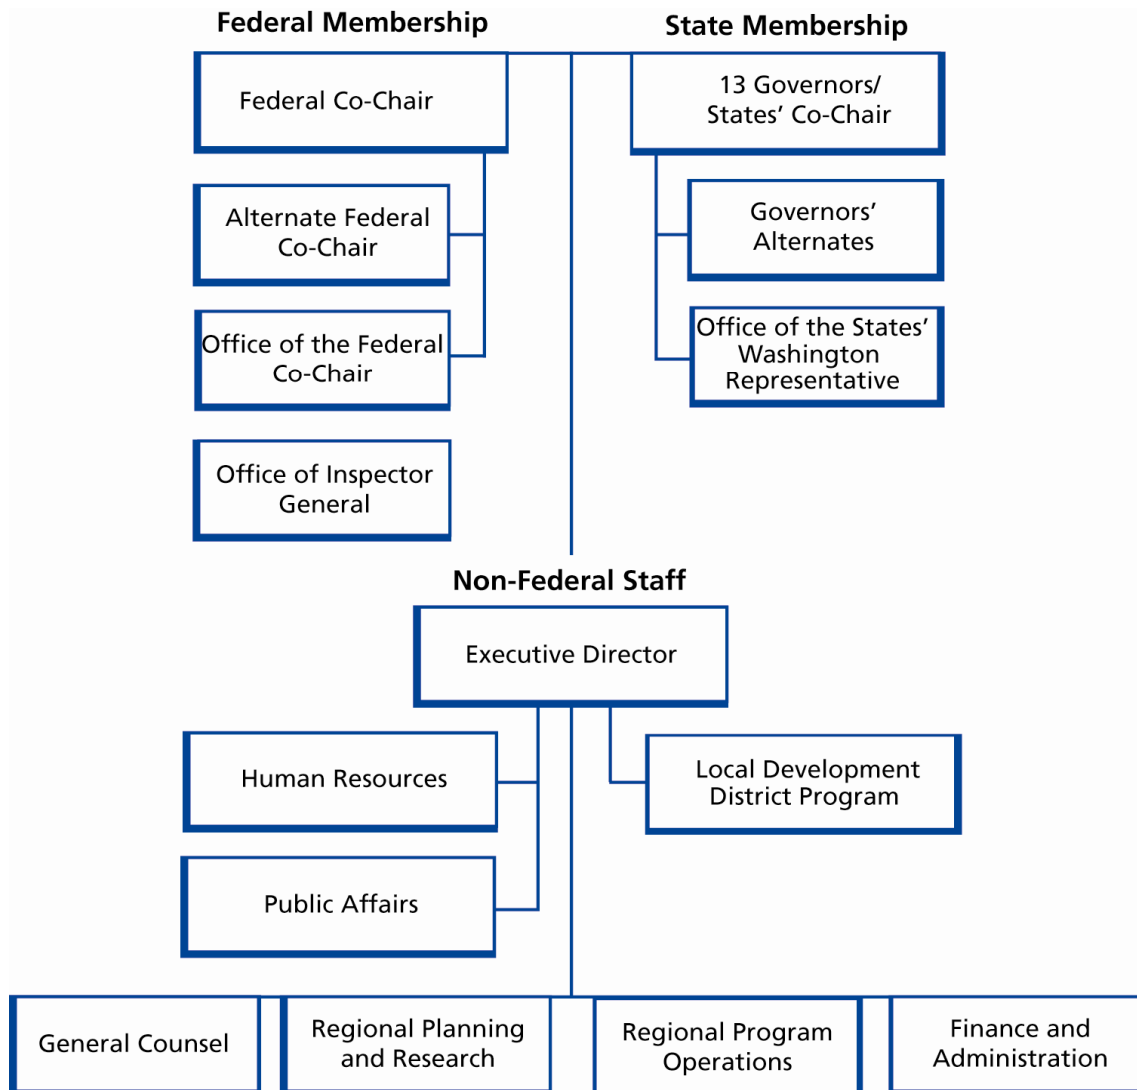 Federal Membership
State Membership
Federal Co-Chair
13 Governors/
States’ Co-Chair
Alternate Federal
Co-Chair
Governors’
Alternates
Office of the Federal
Co-Chair
Office of the States’
Washington
Representative
Office of Inspector
General
Non-Federal Staff
Executive Director
Human Resources
Local Development
District Program
Public Affairs
General Counsel
Regional Planning
and Research
Regional Program
Operations
Finance and
Administration